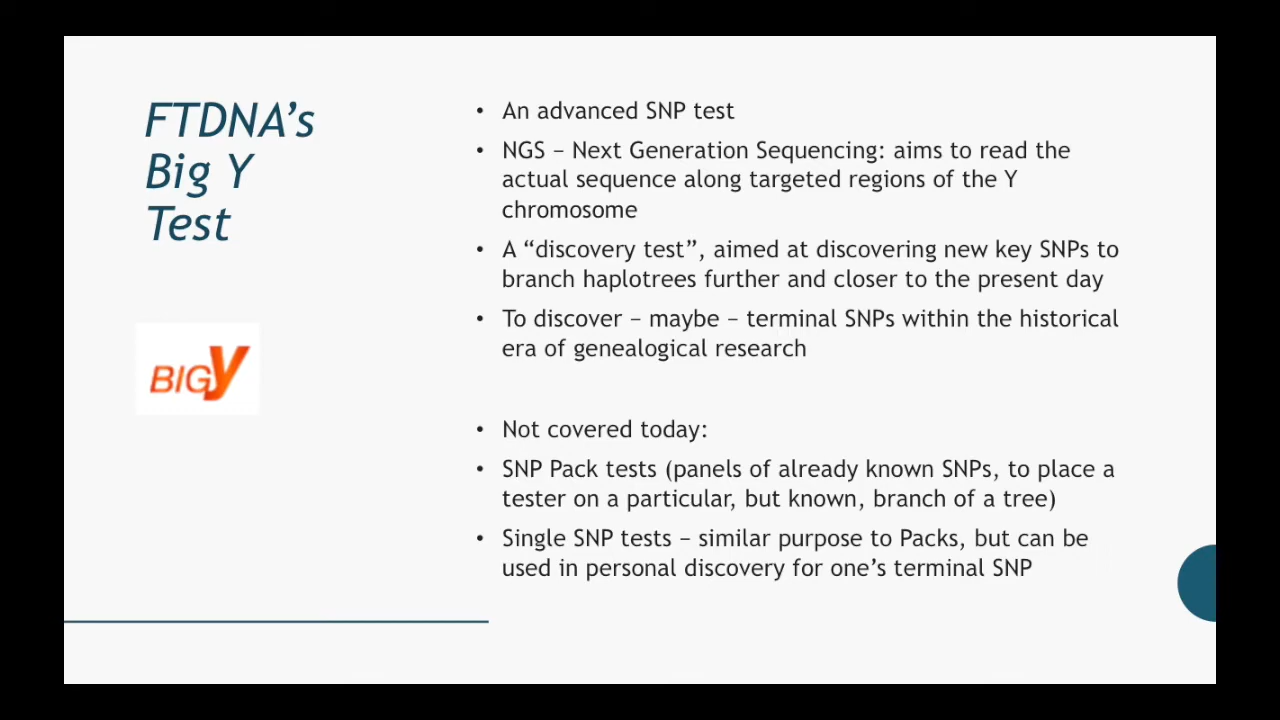 FTDNA’s
Big Y
Test
BIGY
• An advanced SNP test
• NGS – Next Generation Sequencing: aims to read the
actual sequence along targeted regions of the Y
chromosome
• A “discovery test”, aimed at discovering new key SNPs to
branch haplotrees further and closer to the present day
• To discover – maybe – terminal SNPs within the historical
era of genealogical research
• Not covered today:
• SNP Pack tests (panels of already known SNPs, to place a
tester on a particular, but known, branch of a tree)
• Single SNP tests – similar purpose to Packs, but can be
used in personal discovery for one’s terminal SNP